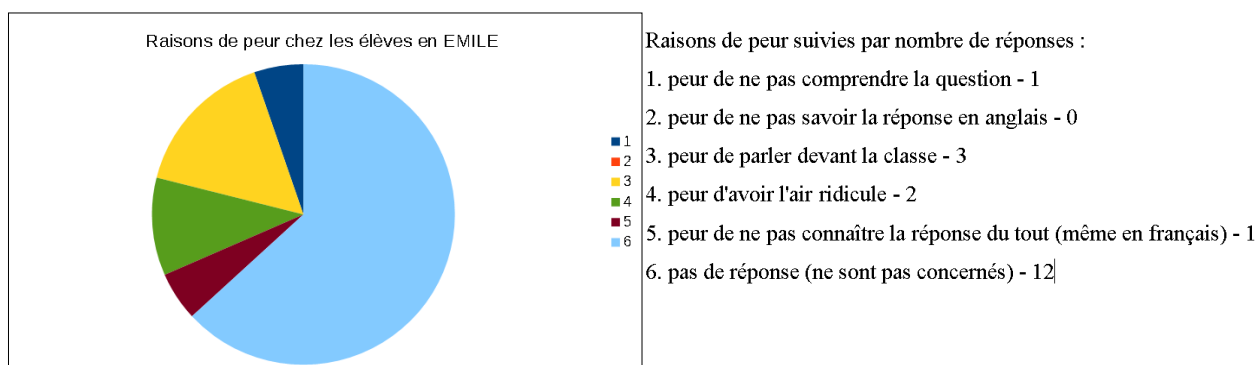 Raisons de peur chez les élèves en EMILE
1
2
3
4
5
6
Raisons de peur suivies par nombre de réponses :
1. peur de ne pas comprendre la question - 1
2. peur de ne pas savoir la réponse en anglais - 0
3. peur de parler devant la classe - 3
4. peur d'avoir l'air ridicule - 2
5. peur de ne pas connaître la réponse du tout (même en français) - 1
6. pas de réponse (ne sont pas concernés) - 12